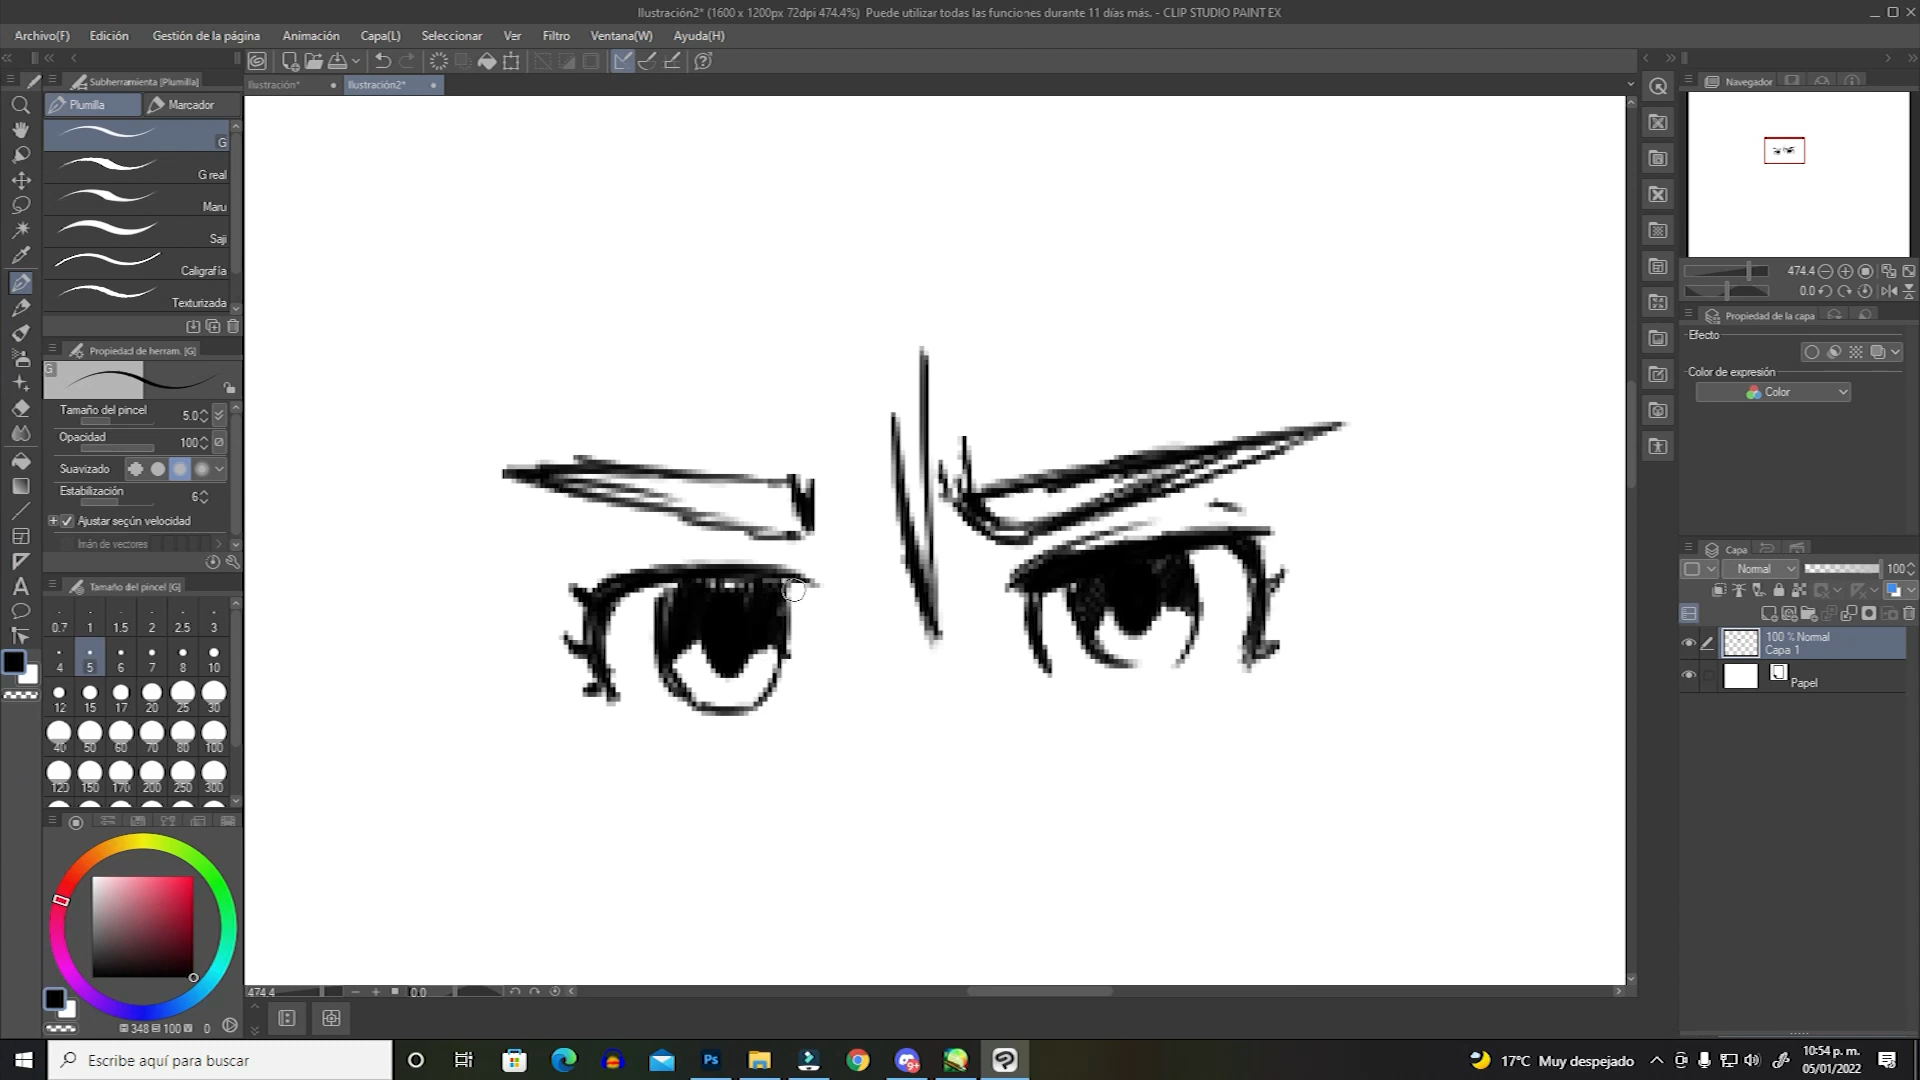 Ilustración2* (1600 x 1200px 72dpi 474.4%) Puede utilizar todas las funciones durante 11 días más. - CLIP STUDIO PAINT EX
Archivo(F) Edición Gestión de la página Animación Capa(L) Seleccionar Ver Filtro Ventana(W) Ayuda(H)
Subherramienta [Plumilla]
Ilustración* Ilustración2*
Navegador
Plumilla Marcador
G
G real
Maru
Saji
Caligrafía
Texturizada
474.4
0.0
Propiedad de la capa
Efecto
Color de expresión
Color
Propiedad de herram. [G]
G
Tamaño del pincel 5.0
Opacidad 100
Suavizado
Estabilización 6
Ajustar según velocidad
Imán de vectores
Capa
Normal 100
100 % Normal
Capa 1
Papel
Tamaño del pincel [G]
0.7 1 1.5 2 2.5 3
4 5 6 7 8 10
12 15 17 20 25 30
40 50 60 70 80 100
120 150 170 200 250 300
474.4 0.0
348 100 0
A
Escribe aquí para buscar
Ps
9+
17°C Muy despejado
10:54 p. m.
05/01/2022